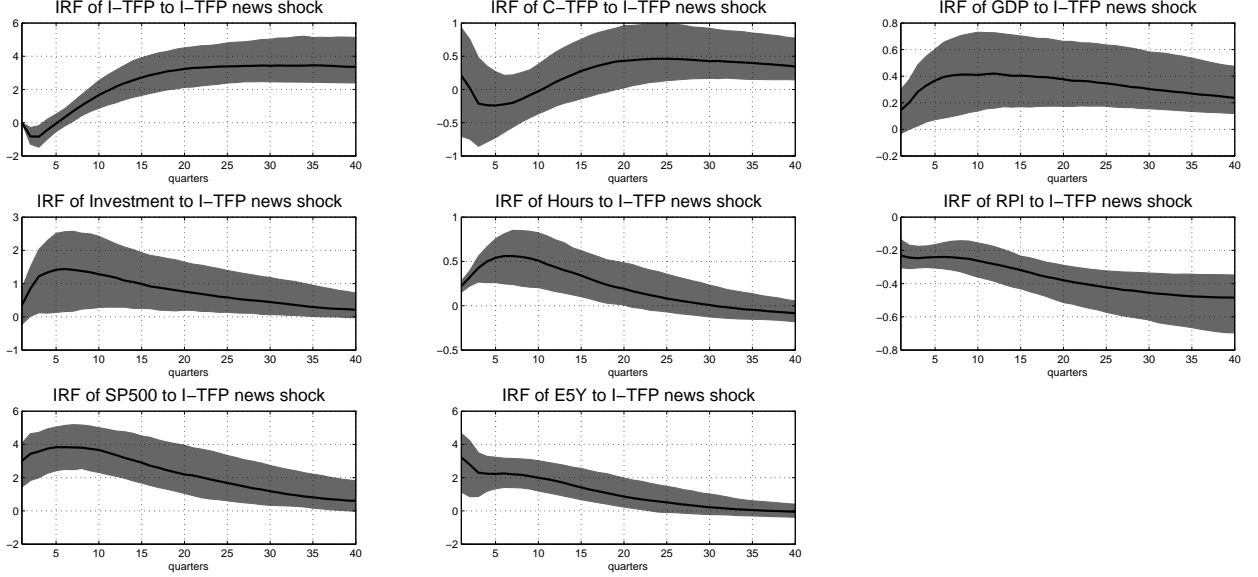 IRF of I−TFP to I−TFP news shock
6
4
2
0
−2
5 10 15 20 25 30 35 40
quarters
IRF of C−TFP to I−TFP news shock
1
0.5
0
−0.5
−1
5 10 15 20 25 30 35 40
quarters
IRF of GDP to I−TFP news shock
0.8
0.6
0.4
0.2
0
−0.2
5 10 15 20 25 30 35 40
quarters
IRF of Investment to I−TFP news shock
3
2
1
0
−1
5 10 15 20 25 30 35 40
quarters
IRF of Hours to I−TFP news shock
1
0.5
0
−0.5
5 10 15 20 25 30 35 40
quarters
IRF of RPI to I−TFP news shock
0
−0.2
−0.4
−0.6
−0.8
5 10 15 20 25 30 35 40
quarters
IRF of SP500 to I−TFP news shock
6
4
2
0
−2
5 10 15 20 25 30 35 40
quarters
IRF of E5Y to I−TFP news shock
6
4
2
0
−2
5 10 15 20 25 30 35 40
quarters